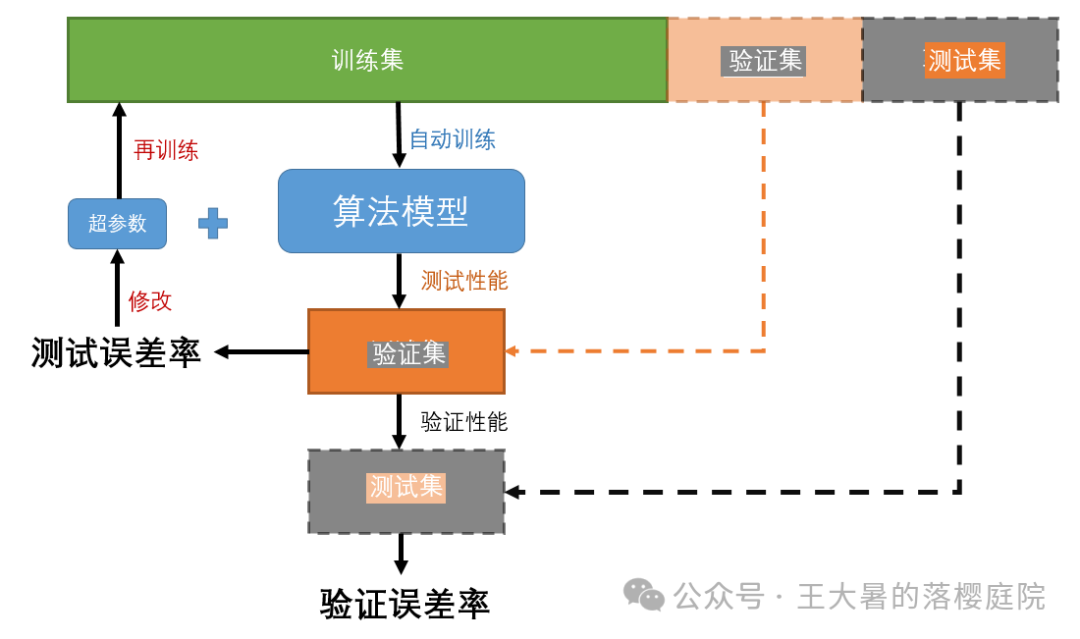 训练集
验证集
测试集
再训练
自动训练
超参数
算法模型
修改
测试性能
测试误差率
验证集
验证性能
测试集
验证误差率
公众号 · 王大暑的落樱庭院